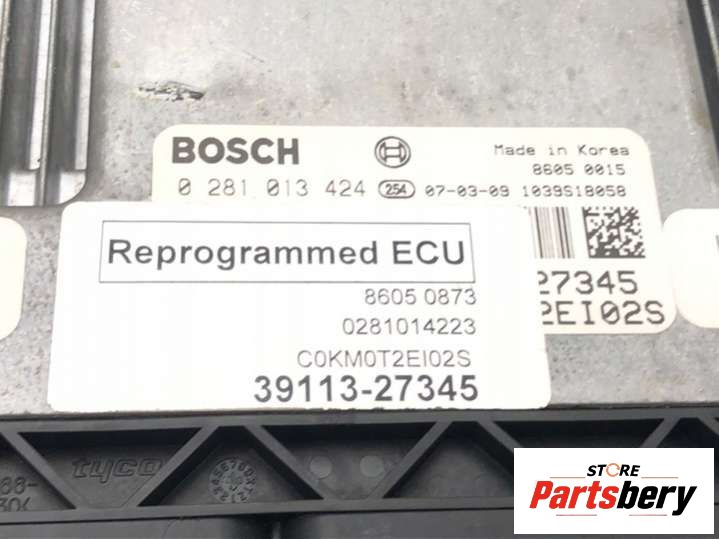 BOSCH
Made in Korea
8605 0015
0 281 013 424 254 07-03-09 1039S18058
Reprogrammed ECU
8605 0873
0281014223
C0KM0T2EI02S
39113-27345
27345
2EI02S
tyco
STORE
Partsbery